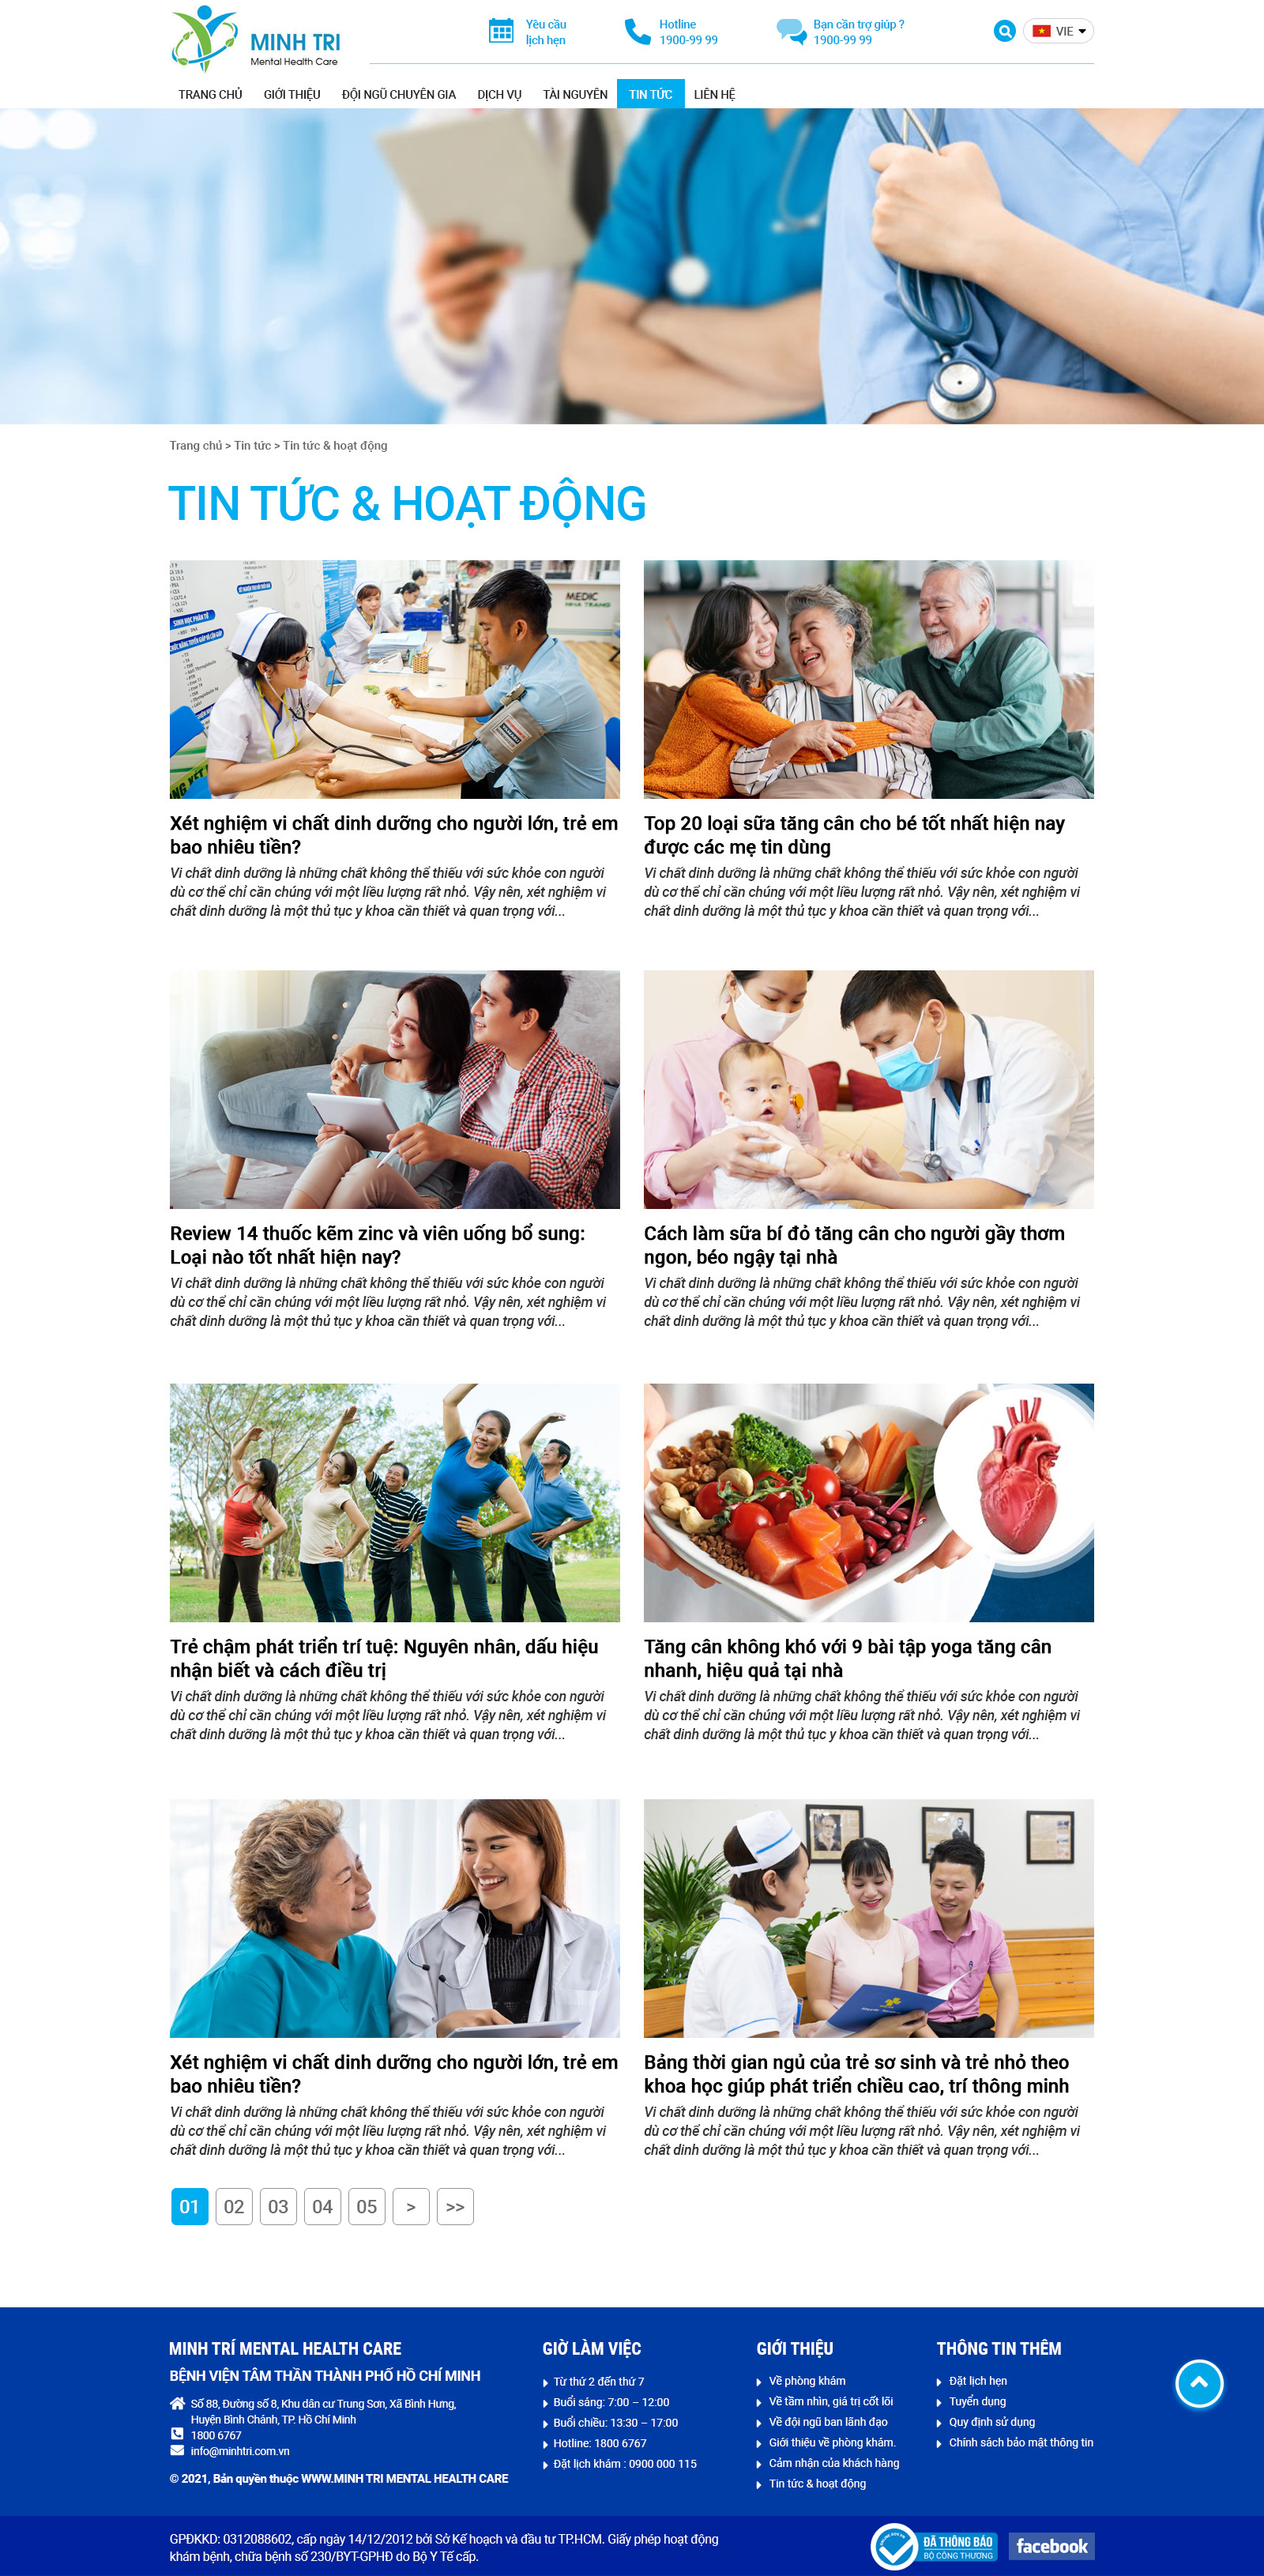 MINH TRI
Mental Health Care
Yêu cầu
lịch hẹn
Hotline
1900-99 99
Bạn cần trợ giúp ?
1900-99 99
VIE
TRANG CHỦ GIỚI THIỆU ĐỘI NGŨ CHUYÊN GIA DỊCH VỤ TÀI NGUYÊN TIN TỨC LIÊN HỆ
Trang chủ > Tin tức > Tin tức & hoạt động
TIN TỨC & HOẠT ĐỘNG
MEDIC
NHA TRANG
Xét nghiệm vi chất dinh dưỡng cho người lớn, trẻ em
bao nhiêu tiền?
Vi chất dinh dưỡng là những chất không thể thiếu với sức khỏe con người
dù cơ thể chỉ cần chúng với một liều lượng rất nhỏ. Vậy nên, xét nghiệm vi
chất dinh dưỡng là một thủ tục y khoa cần thiết và quan trọng với...
Top 20 loại sữa tăng cân cho bé tốt nhất hiện nay
được các mẹ tin dùng
Vi chất dinh dưỡng là những chất không thể thiếu với sức khỏe con người
dù cơ thể chỉ cần chúng với một liều lượng rất nhỏ. Vậy nên, xét nghiệm vi
chất dinh dưỡng là một thủ tục y khoa cần thiết và quan trọng với...
Review 14 thuốc kẽm zinc và viên uống bổ sung:
Loại nào tốt nhất hiện nay?
Vi chất dinh dưỡng là những chất không thể thiếu với sức khỏe con người
dù cơ thể chỉ cần chúng với một liều lượng rất nhỏ. Vậy nên, xét nghiệm vi
chất dinh dưỡng là một thủ tục y khoa cần thiết và quan trọng với...
Cách làm sữa bí đỏ tăng cân cho người gầy thơm
ngon, béo ngậy tại nhà
Vi chất dinh dưỡng là những chất không thể thiếu với sức khỏe con người
dù cơ thể chỉ cần chúng với một liều lượng rất nhỏ. Vậy nên, xét nghiệm vi
chất dinh dưỡng là một thủ tục y khoa cần thiết và quan trọng với...
Trẻ chậm phát triển trí tuệ: Nguyên nhân, dấu hiệu
nhận biết và cách điều trị
Vi chất dinh dưỡng là những chất không thể thiếu với sức khỏe con người
dù cơ thể chỉ cần chúng với một liều lượng rất nhỏ. Vậy nên, xét nghiệm vi
chất dinh dưỡng là một thủ tục y khoa cần thiết và quan trọng với...
Tăng cân không khó với 9 bài tập yoga tăng cân
nhanh, hiệu quả tại nhà
Vi chất dinh dưỡng là những chất không thể thiếu với sức khỏe con người
dù cơ thể chỉ cần chúng với một liều lượng rất nhỏ. Vậy nên, xét nghiệm vi
chất dinh dưỡng là một thủ tục y khoa cần thiết và quan trọng với...
Xét nghiệm vi chất dinh dưỡng cho người lớn, trẻ em
bao nhiêu tiền?
Vi chất dinh dưỡng là những chất không thể thiếu với sức khỏe con người
dù cơ thể chỉ cần chúng với một liều lượng rất nhỏ. Vậy nên, xét nghiệm vi
chất dinh dưỡng là một thủ tục y khoa cần thiết và quan trọng với...
Bảng thời gian ngủ của trẻ sơ sinh và trẻ nhỏ theo
khoa học giúp phát triển chiều cao, trí thông minh
Vi chất dinh dưỡng là những chất không thể thiếu với sức khỏe con người
dù cơ thể chỉ cần chúng với một liều lượng rất nhỏ. Vậy nên, xét nghiệm vi
chất dinh dưỡng là một thủ tục y khoa cần thiết và quan trọng với...
01 02 03 04 05 > >>
MINH TRÍ MENTAL HEALTH CARE
BỆNH VIỆN TÂM THẦN THÀNH PHỐ HỒ CHÍ MINH
Số 88, Đường số 8, Khu dân cư Trung Sơn, Xã Bình Hưng,
Huyện Bình Chánh, TP. Hồ Chí Minh
1800 6767
info@minhtri.com.vn
© 2021, Bản quyền thuộc WWW.MINH TRI MENTAL HEALTH CARE
GIỜ LÀM VIỆC
Từ thứ 2 đến thứ 7
Buổi sáng: 7:00 – 12:00
Buổi chiều: 13:30 – 17:00
Hotline: 1800 6767
Đặt lịch khám : 0900 000 115
GIỚI THIỆU
Về phòng khám
Về tầm nhìn, giá trị cốt lõi
Về đội ngũ ban lãnh đạo
Giới thiệu về phòng khám.
Cảm nhận của khách hàng
Tin tức & hoạt động
THÔNG TIN THÊM
Đặt lịch hẹn
Tuyển dụng
Quy định sử dụng
Chính sách bảo mật thông tin
GPĐKKD: 0312088602, cấp ngày 14/12/2012 bởi Sở Kế hoạch và đầu tư TP.HCM. Giấy phép hoạt động
khám bệnh, chữa bệnh số 230/BYT-GPHĐ do Bộ Y Tế cấp.
ĐÃ THÔNG BÁO
BỘ CÔNG THƯƠNG
facebook